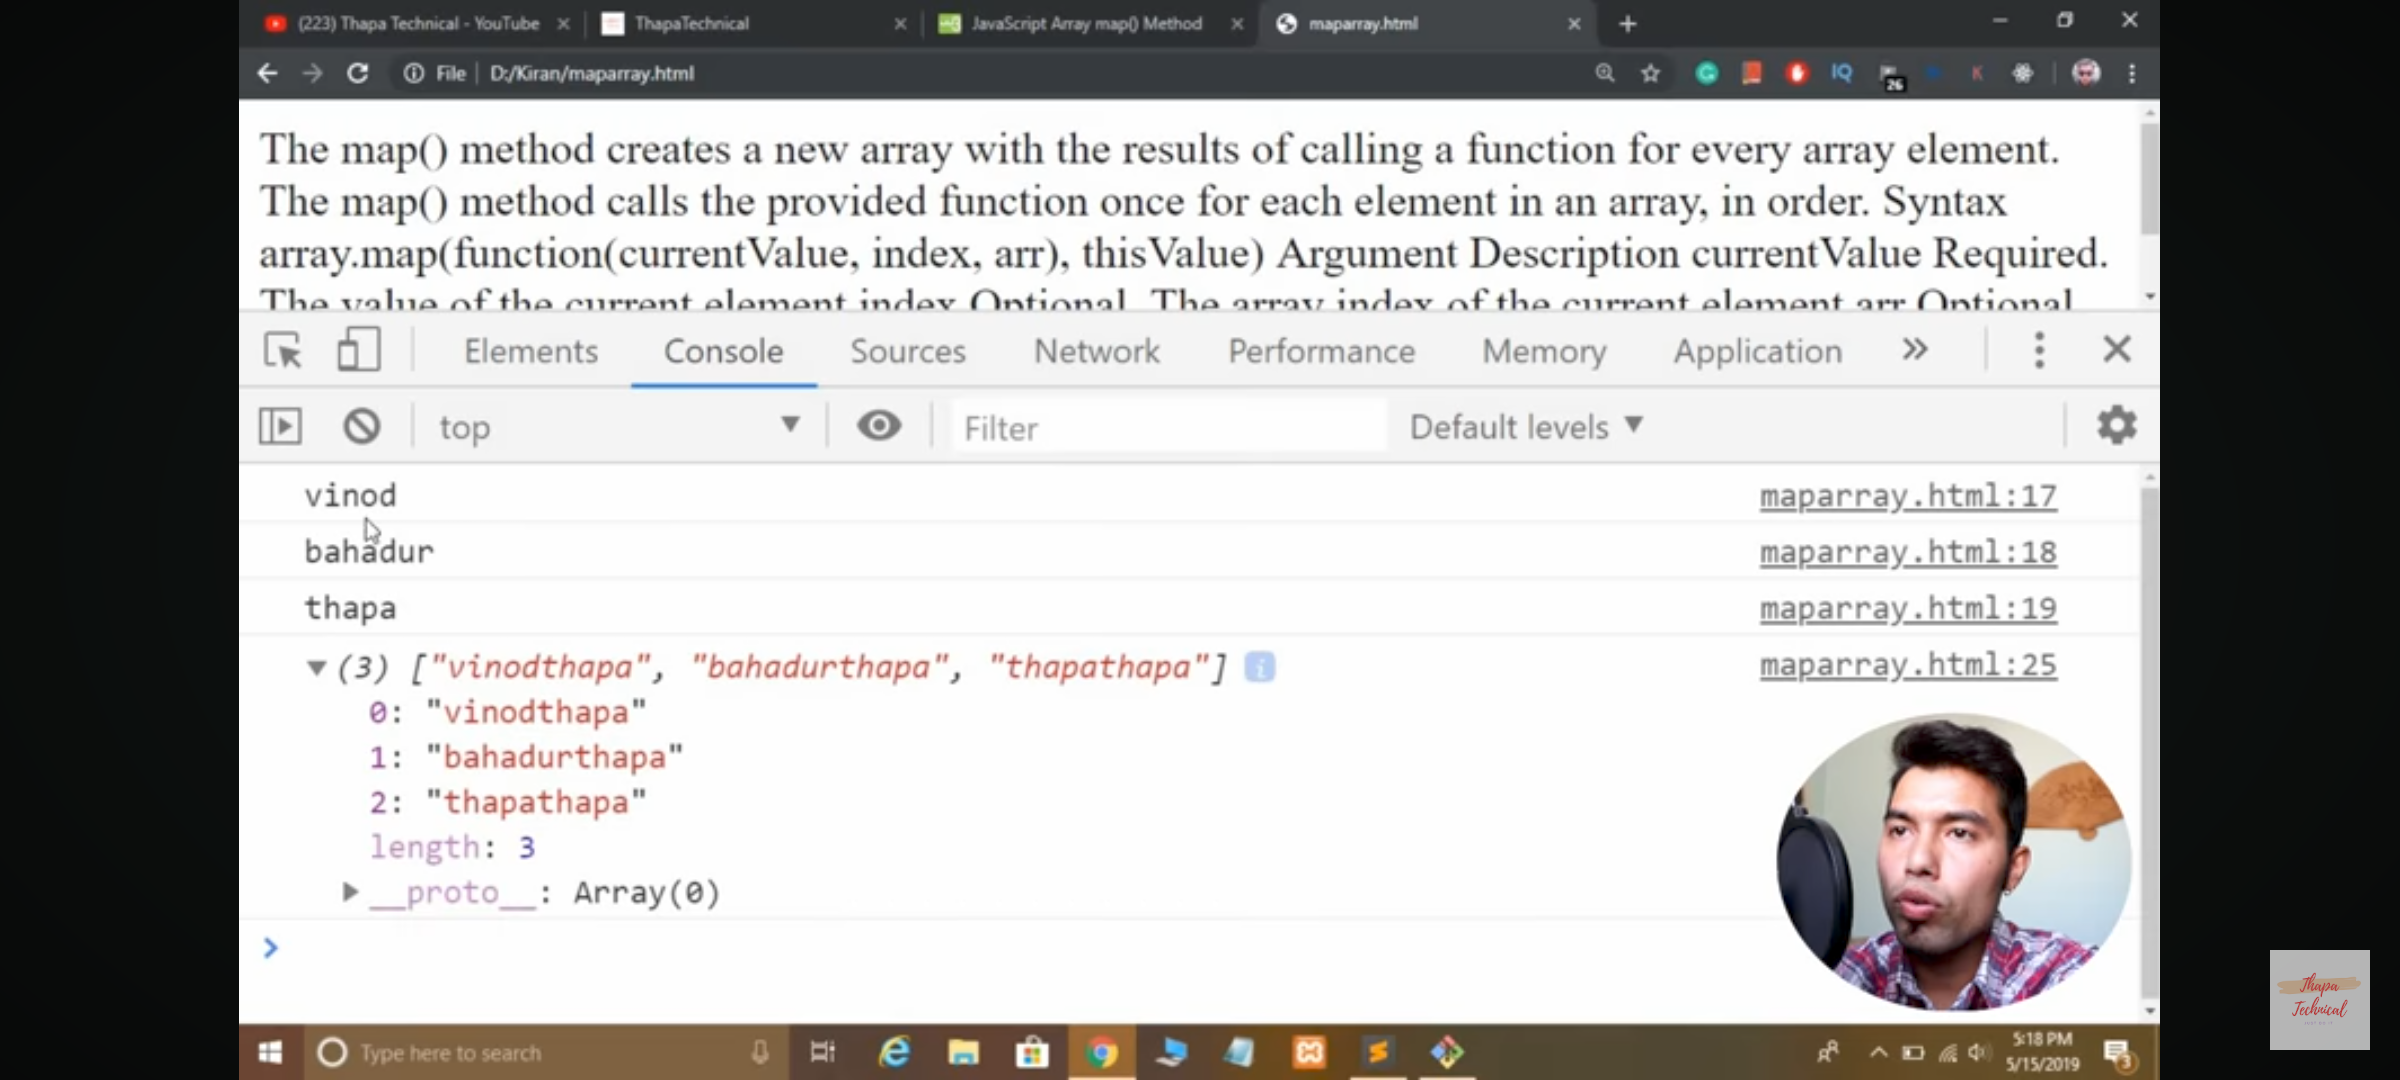 (223) Thapa Technical - YouTube
ThapaTechnical
JavaScript Array map() Method
maparray.html
File D:/Kiran/maparray.html
IQ
26
K
The map() method creates a new array with the results of calling a function for every array element.
The map() method calls the provided function once for each element in an array, in order. Syntax
array.map(function(currentValue, index, arr), thisValue) Argument Description currentValue Required.
The value of the current element index Optional. The array index of the current element arr Optional
Elements Console Sources Network Performance Memory Application »
top Filter Default levels
vinod maparray.html:17
bahadur maparray.html:18
thapa maparray.html:19
(3) ["vinodthapa", "bahadurthapa", "thapathapa"] i maparray.html:25
0: "vinodthapa"
1: "bahadurthapa"
2: "thapathapa"
length: 3
__proto__: Array(0)
Thapa
Technical
Type here to search
5:18 PM
5/15/2019
3